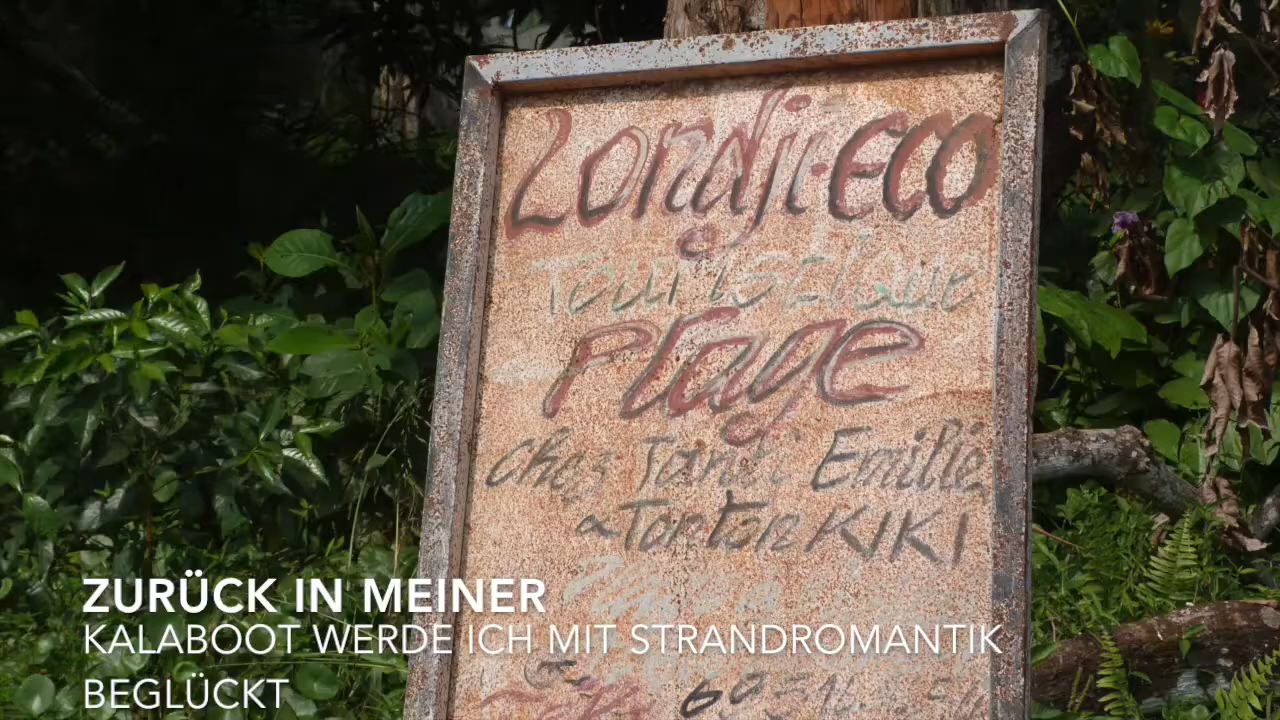 Londji-Eco
Touristique
Plage
chez Tanti Emilie
a Tonton KIKI
ZURÜCK IN MEINER
KALABOOT WERDE ICH MIT STRANDROMANTIK
BEGLÜCKT